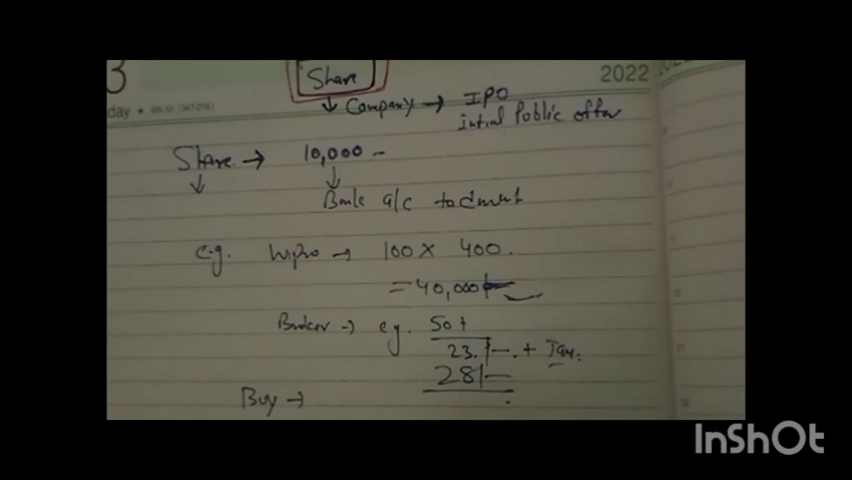 3
Share
2022
day
↓ Company → IPO
intial Public offer
Share → 10,000 –
↓ ↓
Bank a/c to dmat
e.g. Wipro → 100 X 400.
= 40,000/-
Broker → e.g. 50 +
23./-. + Tax.
28/-
Buy →
InShOt